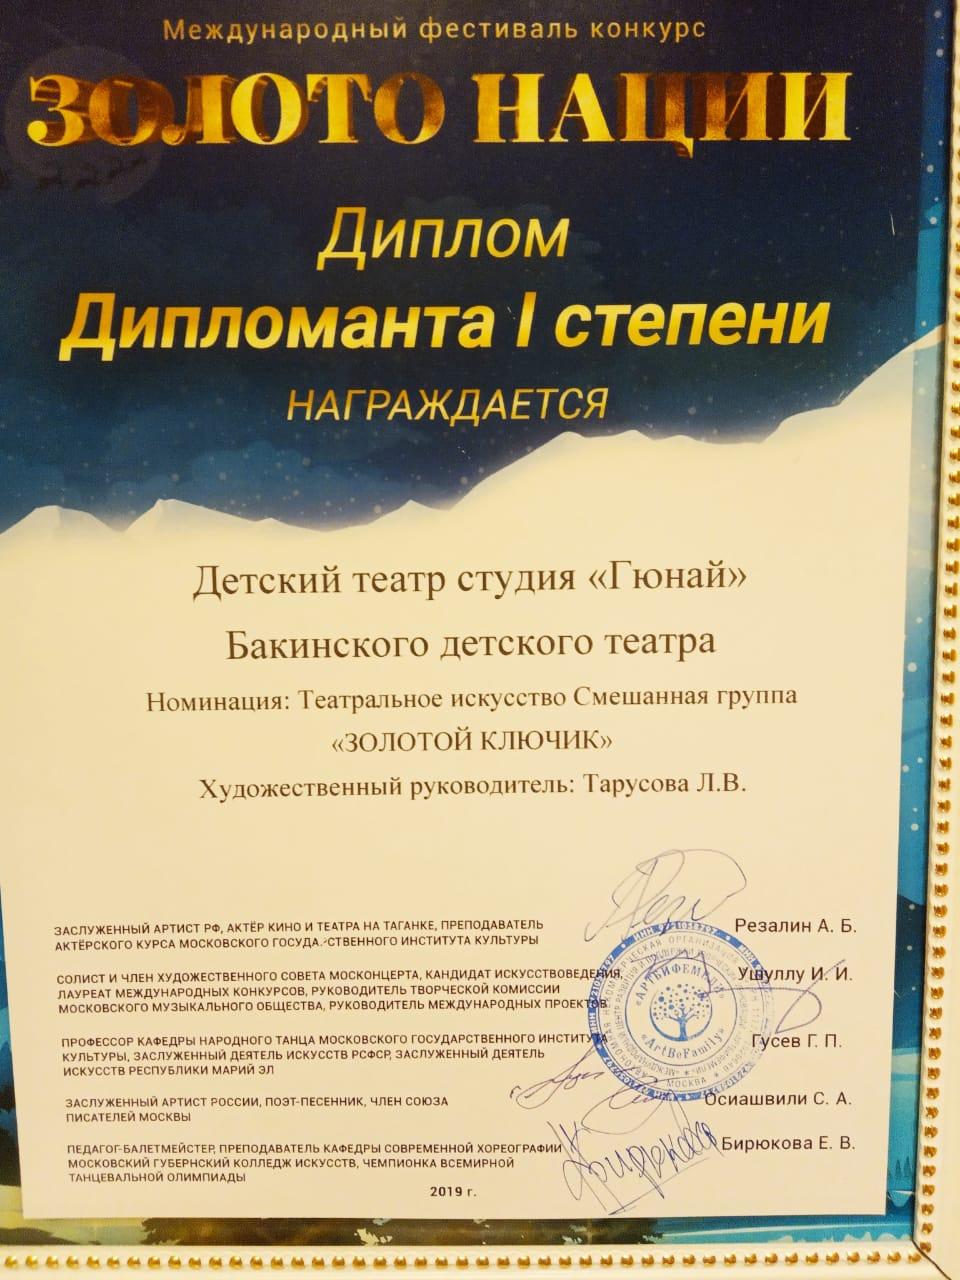 Международный фестиваль конкурс
ЗОЛОТО НАЦИИ
Диплом
Дипломанта I степени
НАГРАЖДАЕТСЯ
Детский театр студия «Гюнай»
Бакинского детского театра
Номинация: Театральное искусство Смешанная группа
«ЗОЛОТОЙ КЛЮЧИК»
Художественный руководитель: Тарусова Л.В.
ЗАСЛУЖЕННЫЙ АРТИСТ РФ, АКТЁР КИНО И ТЕАТРА НА ТАГАНКЕ, ПРЕПОДАВАТЕЛЬ
АКТЁРСКОГО КУРСА МОСКОВСКОГО ГОСУДАРСТВЕННОГО ИНСТИТУТА КУЛЬТУРЫ
Резалин А. Б.
СОЛИСТ И ЧЛЕН ХУДОЖЕСТВЕННОГО СОВЕТА МОСКОНЦЕРТА, КАНДИДАТ ИСКУССТВОВЕДЕНИЯ,
ЛАУРЕАТ МЕЖДУНАРОДНЫХ КОНКУРСОВ, РУКОВОДИТЕЛЬ ТВОРЧЕСКОЙ КОМИССИИ
МОСКОВСКОГО МУЗЫКАЛЬНОГО ОБЩЕСТВА, РУКОВОДИТЕЛЬ МЕЖДУНАРОДНЫХ ПРОЕКТОВ
Ушуллу И. И.
ПРОФЕССОР КАФЕДРЫ НАРОДНОГО ТАНЦА МОСКОВСКОГО ГОСУДАРСТВЕННОГО ИНСТИТУТА
КУЛЬТУРЫ, ЗАСЛУЖЕННЫЙ ДЕЯТЕЛЬ ИСКУССТВ РСФСР, ЗАСЛУЖЕННЫЙ ДЕЯТЕЛЬ
ИСКУССТВ РЕСПУБЛИКИ МАРИЙ ЭЛ
Гусев Г. П.
ЗАСЛУЖЕННЫЙ АРТИСТ РОССИИ, ПОЭТ-ПЕСЕННИК, ЧЛЕН СОЮЗА
ПИСАТЕЛЕЙ МОСКВЫ
Осиашвили С. А.
ПЕДАГОГ-БАЛЕТМЕЙСТЕР, ПРЕПОДАВАТЕЛЬ КАФЕДРЫ СОВРЕМЕННОЙ ХОРЕОГРАФИИ
МОСКОВСКИЙ ГУБЕРНСКИЙ КОЛЛЕДЖ ИСКУССТВ, ЧЕМПИОНКА ВСЕМИРНОЙ
ТАНЦЕВАЛЬНОЙ ОЛИМПИАДЫ
Бирюкова Е. В.
2019 г.
«АРТБИФЕМЕЛИ»
«ArtBeFamily»
МОСКВА